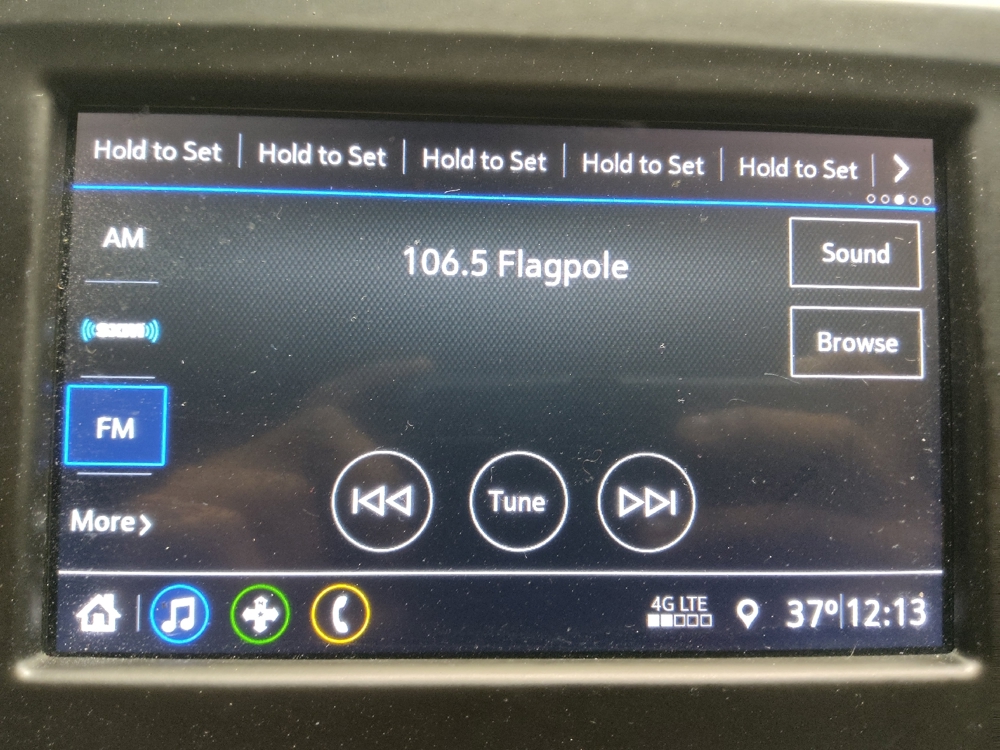 Hold to Set Hold to Set Hold to Set Hold to Set Hold to Set
AM
106.5 Flagpole
Sound
Browse
FM
Tune
More
4G LTE
37° 12:13